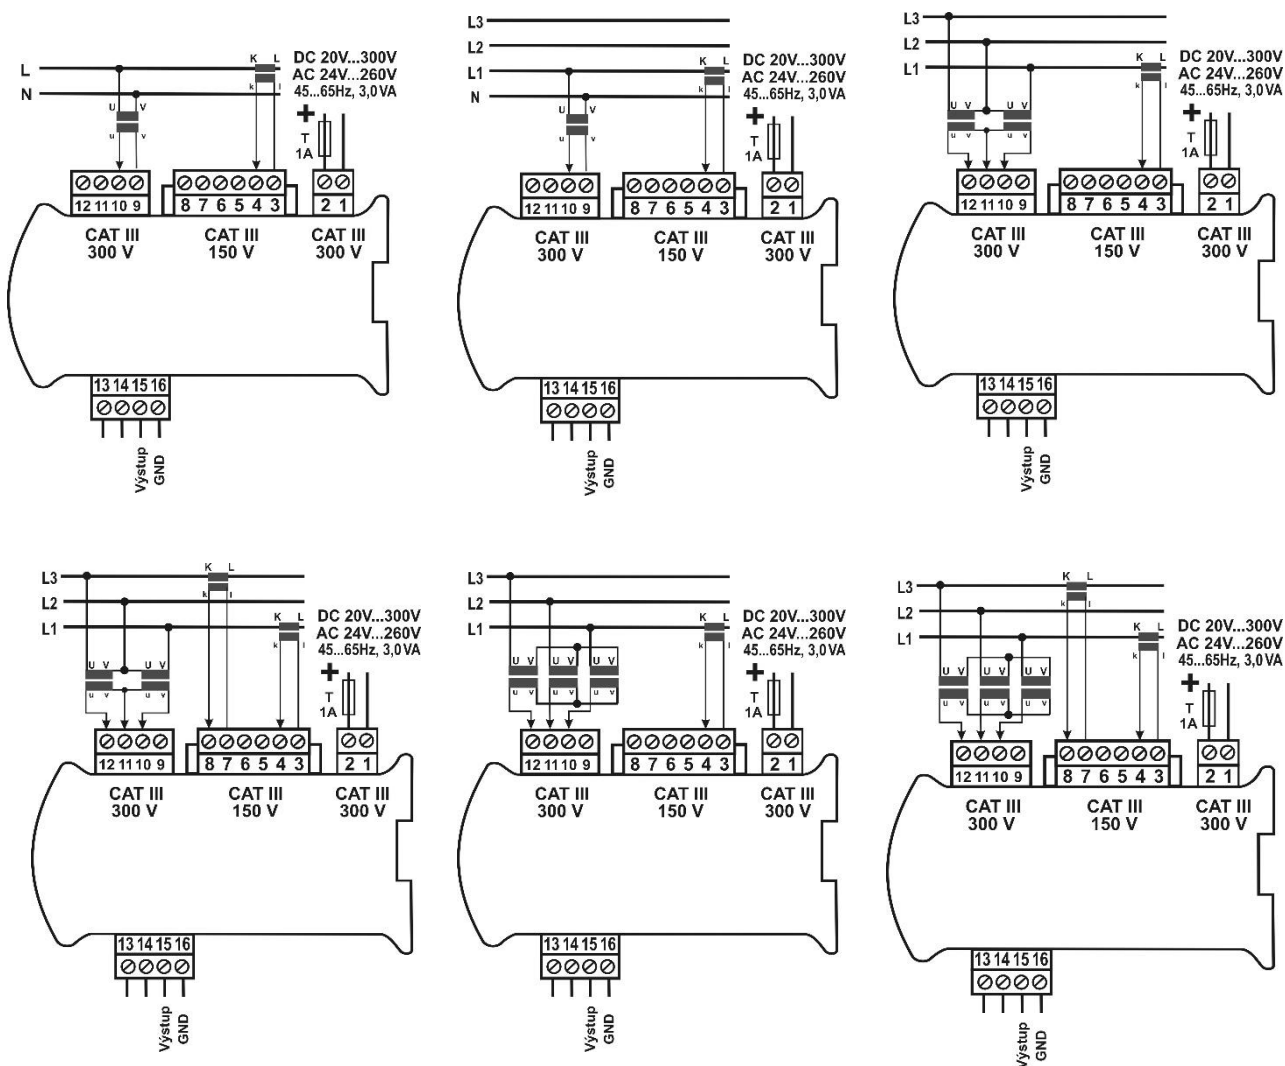 L
N
K L
k l
U V
u v
DC 20V...300V
AC 24V...260V
45...65Hz, 3,0 VA
+
T
1A
12 11 10 9
8 7 6 5 4 3
2 1
CAT III
300 V
CAT III
150 V
CAT III
300 V
13 14 15 16
Výstup
GND
L3
L2
L1
N
K L
k l
U V
u v
DC 20V...300V
AC 24V...260V
45...65Hz, 3,0 VA
+
T
1A
12 11 10 9
8 7 6 5 4 3
2 1
CAT III
300 V
CAT III
150 V
CAT III
300 V
13 14 15 16
Výstup
GND
L3
L2
L1
K L
k l
U V U V
u v u v
DC 20V...300V
AC 24V...260V
45...65Hz, 3,0 VA
+
T
1A
12 11 10 9
8 7 6 5 4 3
2 1
CAT III
300 V
CAT III
150 V
CAT III
300 V
13 14 15 16
Výstup
GND
L3
L2
L1
K L
k l
K L
k l
U V U V
u v u v
DC 20V...300V
AC 24V...260V
45...65Hz, 3,0 VA
+
T
1A
12 11 10 9
8 7 6 5 4 3
2 1
CAT III
300 V
CAT III
150 V
CAT III
300 V
13 14 15 16
Výstup
GND
L3
L2
L1
K L
k l
U V U V U V
u v u v u v
DC 20V...300V
AC 24V...260V
45...65Hz, 3,0 VA
+
T
1A
12 11 10 9
8 7 6 5 4 3
2 1
CAT III
300 V
CAT III
150 V
CAT III
300 V
13 14 15 16
Výstup
GND
L3
L2
L1
K L
k l
K L
k l
U V U V U V
u v u v u v
DC 20V...300V
AC 24V...260V
45...65Hz, 3,0 VA
+
T
1A
12 11 10 9
8 7 6 5 4 3
2 1
CAT III
300 V
CAT III
150 V
CAT III
300 V
13 14 15 16
Výstup
GND